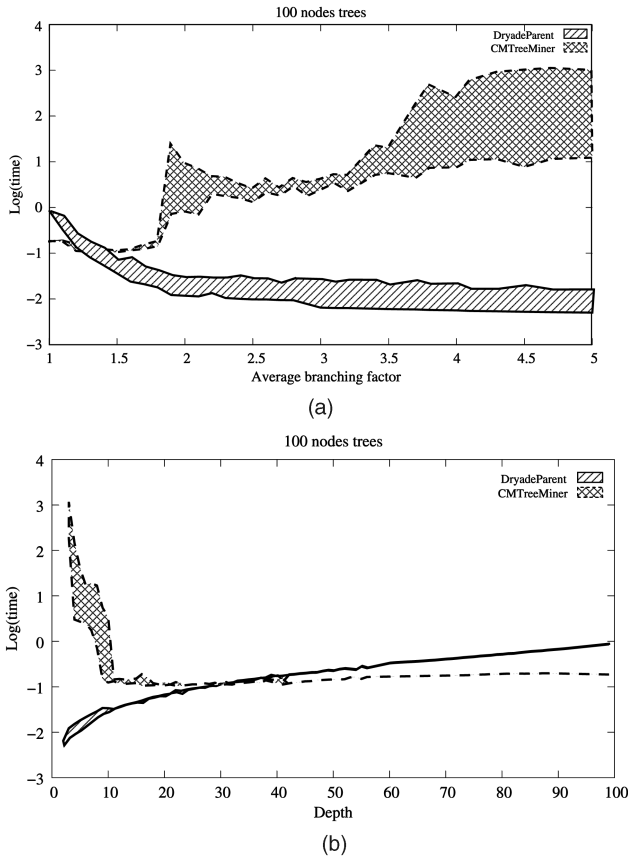 100 nodes trees
DryadeParent
CMTreeMiner
Log(time)
4
3
2
1
0
−1
−2
−3
1 1.5 2 2.5 3 3.5 4 4.5 5
Average branching factor
(a)
100 nodes trees
DryadeParent
CMTreeMiner
Log(time)
4
3
2
1
0
−1
−2
−3
0 10 20 30 40 50 60 70 80 90 100
Depth
(b)